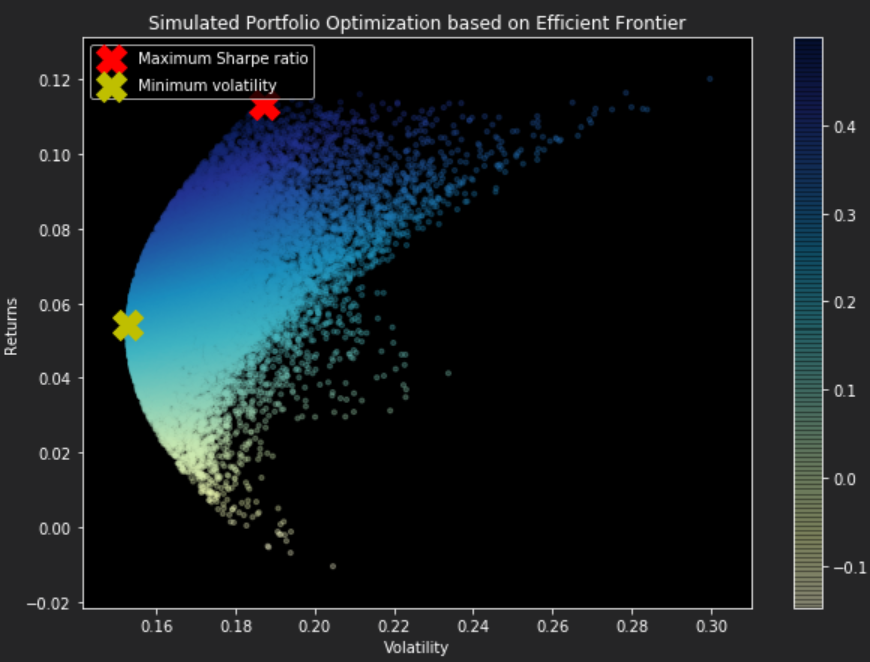 Simulated Portfolio Optimization based on Efficient Frontier
Maximum Sharpe ratio
Minimum volatility
0.12
0.10
0.08
0.06
0.04
0.02
0.00
−0.02
Returns
0.16 0.18 0.20 0.22 0.24 0.26 0.28 0.30
Volatility
0.4
0.3
0.2
0.1
0.0
−0.1